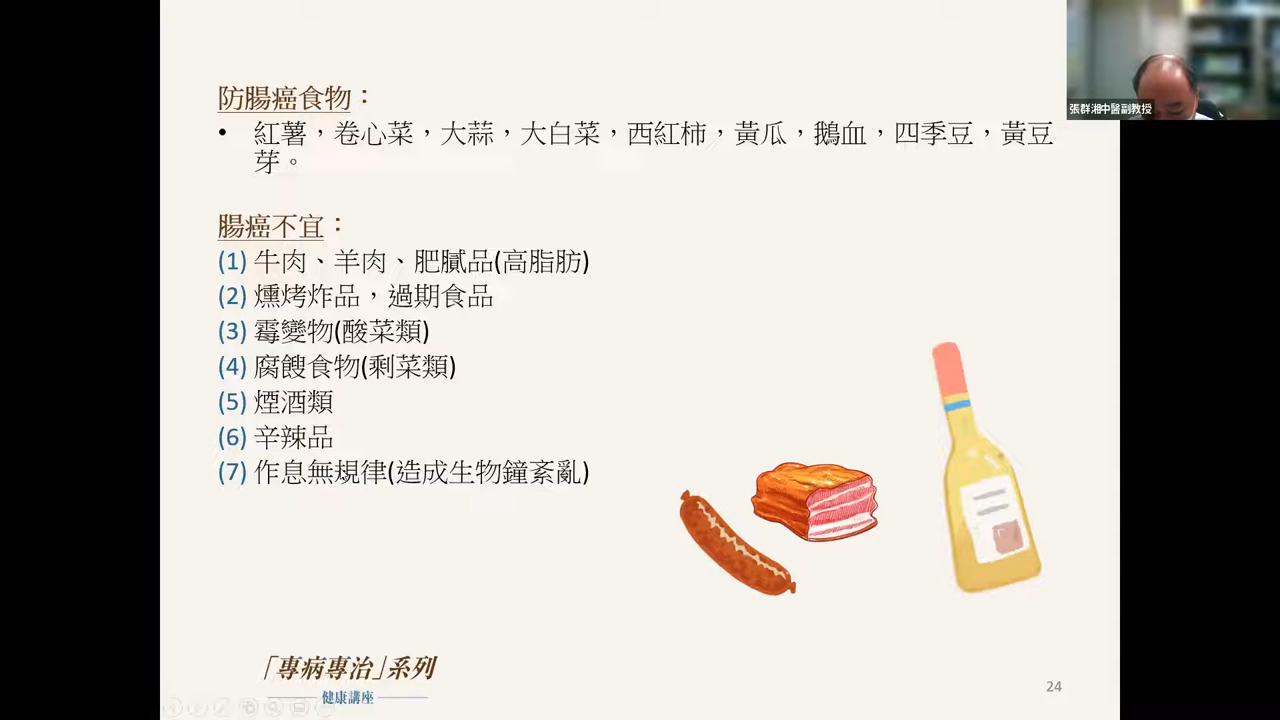 防腸癌食物：
• 紅薯，卷心菜，大蒜，大白菜，西紅柿，黃瓜，鵝血，四季豆，黃豆
芽。
腸癌不宜：
(1) 牛肉、羊肉、肥膩品(高脂肪)
(2) 燻烤炸品，過期食品
(3) 霉變物(酸菜類)
(4) 腐餿食物(剩菜類)
(5) 煙酒類
(6) 辛辣品
(7) 作息無規律(造成生物鐘紊亂)
「專病專治」系列
健康講座
24
張群湘中醫副教授